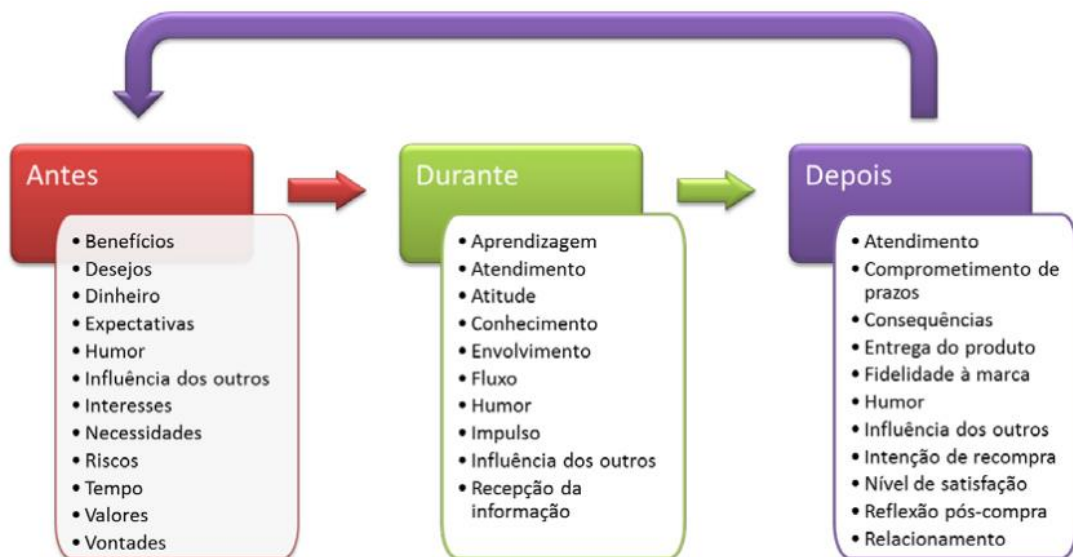 Antes
• Benefícios
• Desejos
• Dinheiro
• Expectativas
• Humor
• Influência dos outros
• Interesses
• Necessidades
• Riscos
• Tempo
• Valores
• Vontades
Durante
• Aprendizagem
• Atendimento
• Atitude
• Conhecimento
• Envolvimento
• Fluxo
• Humor
• Impulso
• Influência dos outros
• Recepção da
informação
Depois
• Atendimento
• Comprometimento de
prazos
• Consequências
• Entrega do produto
• Fidelidade à marca
• Humor
• Influência dos outros
• Intenção de recompra
• Nível de satisfação
• Reflexão pós-compra
• Relacionamento